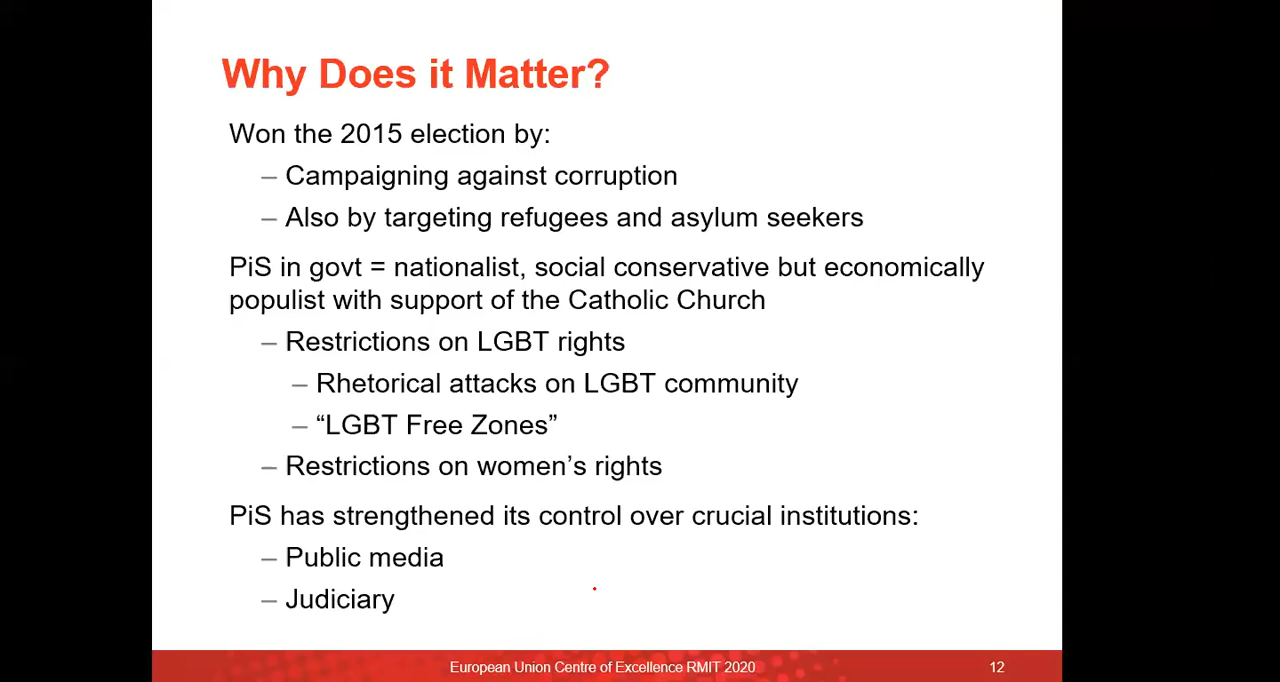 Why Does it Matter?
Won the 2015 election by:
– Campaigning against corruption
– Also by targeting refugees and asylum seekers
PiS in govt = nationalist, social conservative but economically
populist with support of the Catholic Church
– Restrictions on LGBT rights
– Rhetorical attacks on LGBT community
– “LGBT Free Zones”
– Restrictions on women’s rights
PiS has strengthened its control over crucial institutions:
– Public media
– Judiciary
European Union Centre of Excellence RMIT 2020 12